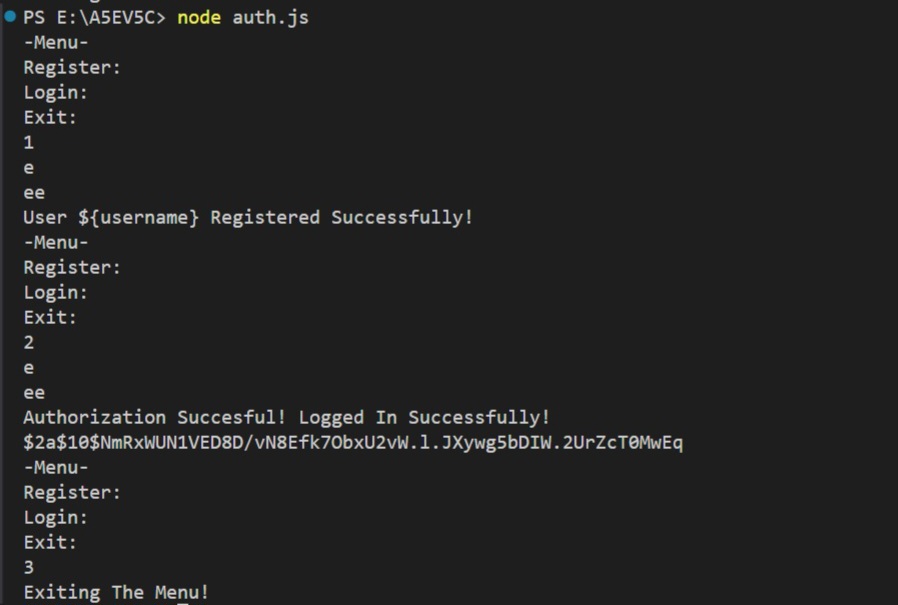 PS E:\A5EV5C> node auth.js
-Menu-
Register:
Login:
Exit:
1
e
ee
User ${username} Registered Successfully!
-Menu-
Register:
Login:
Exit:
2
e
ee
Authorization Succesful! Logged In Successfully!
$2a$10$NmRxWUN1VED8D/vN8Efk7ObxU2vW.l.JXywg5bDIW.2UrZcT0MwEq
-Menu-
Register:
Login:
Exit:
3
Exiting The Menu!